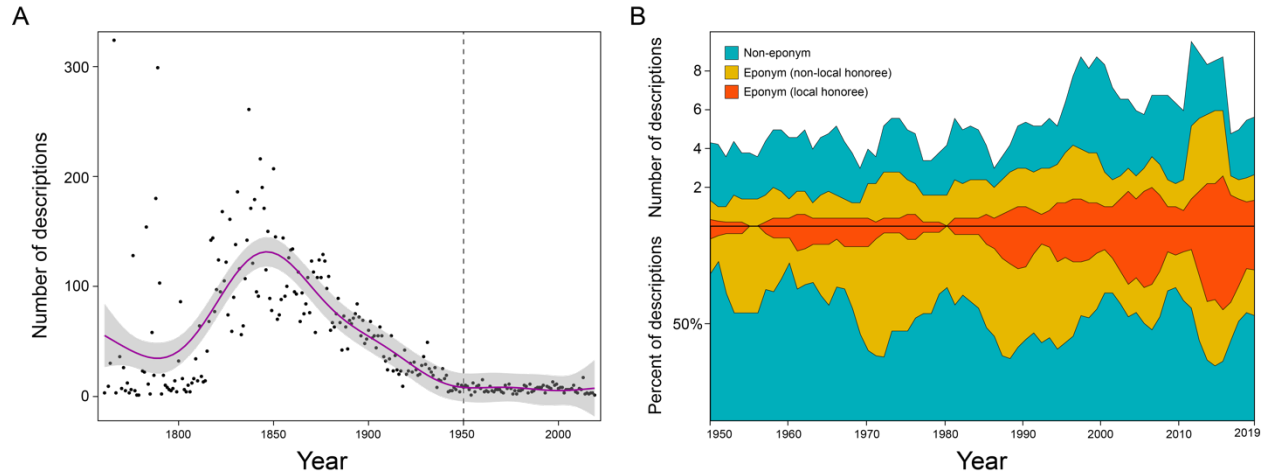 A
Number of descriptions
300
200
100
0
1800
1850
1900
1950
2000
Year
B
Non-eponym
Eponym (non-local honoree)
Eponym (local honoree)
Number of descriptions
8
6
4
2
Percent of descriptions
50%
1950
1960
1970
1980
1990
2000
2010
2019
Year